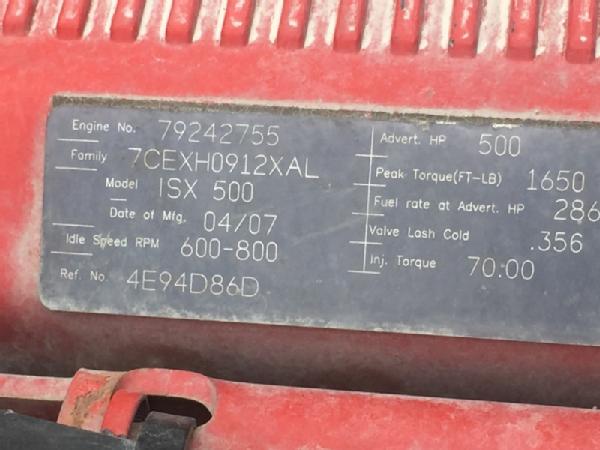 Engine No. 79242755
Family 7CEXH0912XAL
Model ISX 500
Date of Mfg. 04/07
Idle Speed RPM 600-800
Ref. No. 4E94D86D
Advert. HP 500
Peak Torque(FT-LB) 1650
Fuel rate at Advert. HP 286
Valve Lash Cold .356
Inj. Torque 70:00